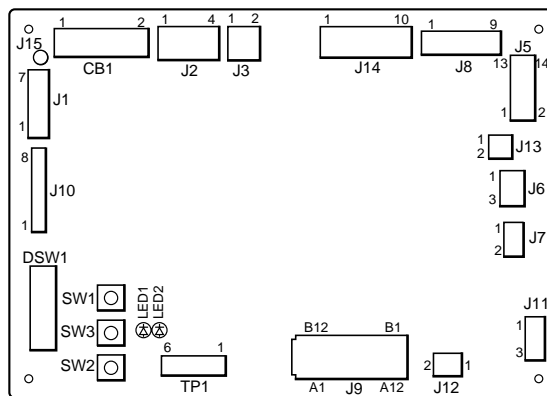 1 2
1 4
1 2
1 10
1 9
J15
CB1
J2
J3
J14
J8
J5
13 14
1 2
7
J1
1
8
J10
1
1
2
J13
1
3
J6
1
2
J7
DSW1
SW1
SW3
SW2
LED1
LED2
6 1
TP1
B12 B1
A1 J9 A12
2 1
J12
J11
1
3